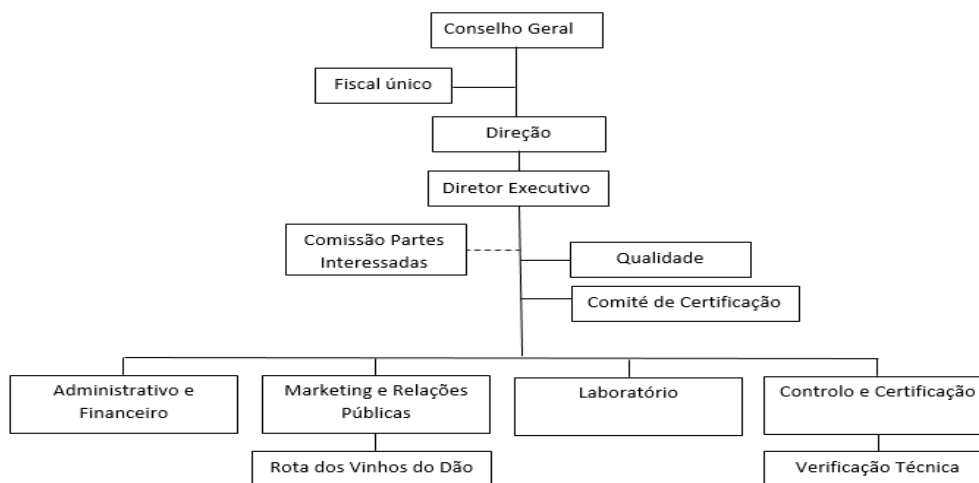 Conselho Geral
Fiscal único
Direção
Diretor Executivo
Comissão Partes
Interessadas
Qualidade
Comité de Certificação
Administrativo e
Financeiro
Marketing e Relações
Públicas
Laboratório
Controlo e Certificação
Rota dos Vinhos do Dão
Verificação Técnica